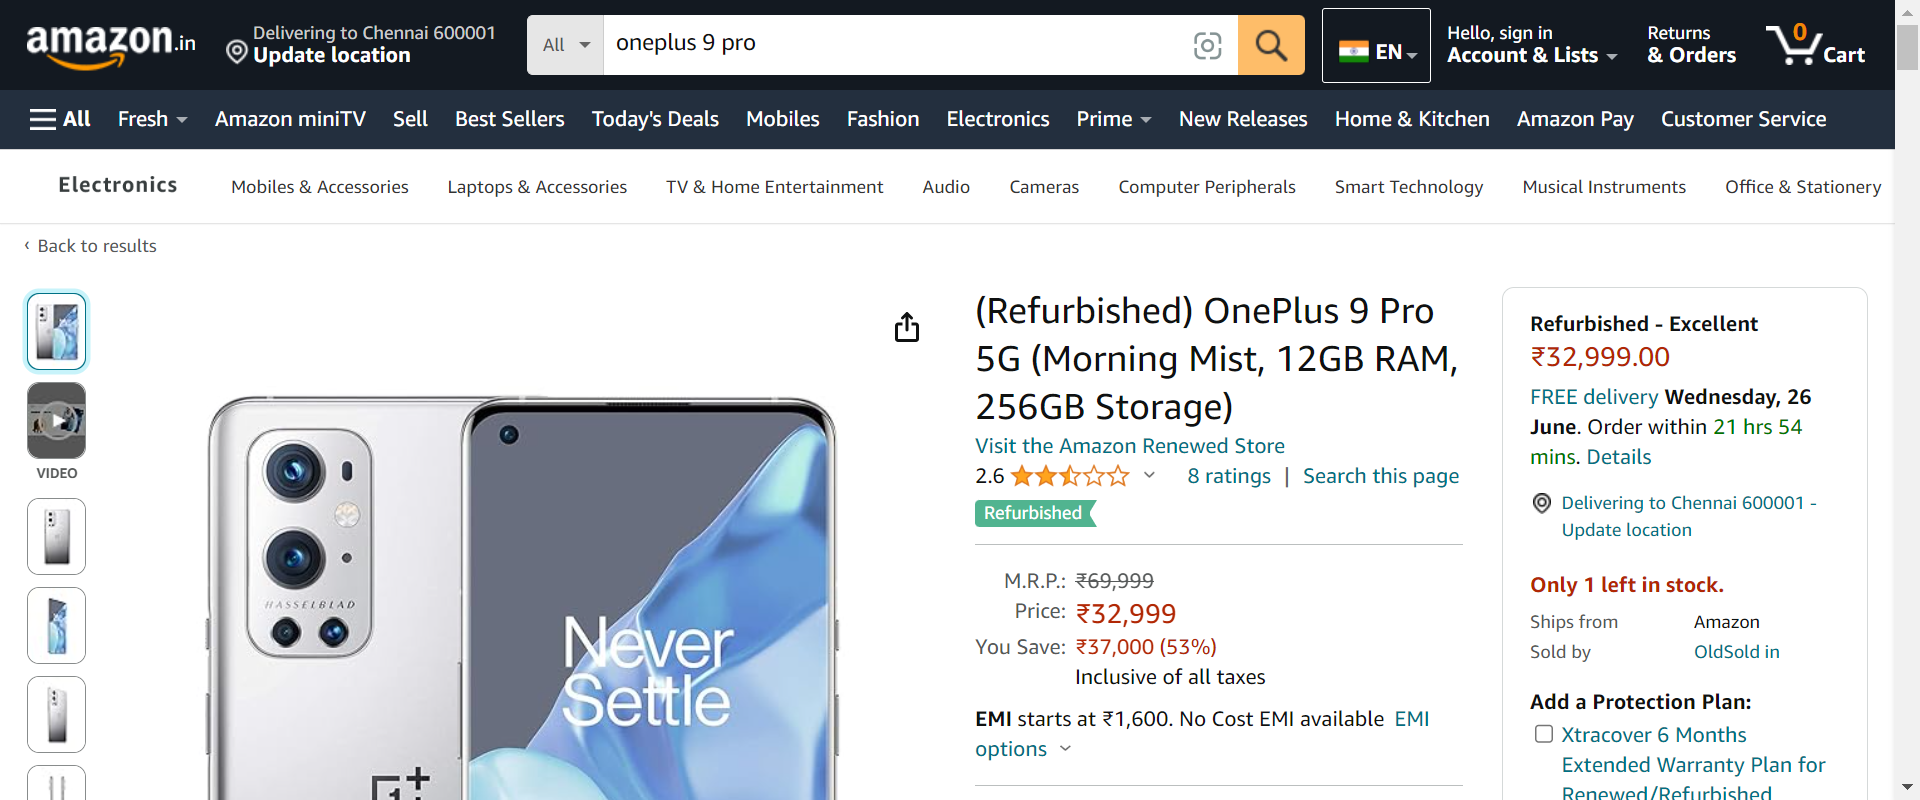 amazon.in
Delivering to Chennai 600001
Update location
All
oneplus 9 pro
EN
Hello, sign in
Account & Lists
Returns
& Orders
0
Cart
All
Fresh
Amazon miniTV
Sell
Best Sellers
Today's Deals
Mobiles
Fashion
Electronics
Prime
New Releases
Home & Kitchen
Amazon Pay
Customer Service
Electronics
Mobiles & Accessories
Laptops & Accessories
TV & Home Entertainment
Audio
Cameras
Computer Peripherals
Smart Technology
Musical Instruments
Office & Stationery
‹ Back to results
VIDEO
HASSELBLAD
Never
Settle
(Refurbished) OnePlus 9 Pro
5G (Morning Mist, 12GB RAM,
256GB Storage)
Visit the Amazon Renewed Store
2.6
8 ratings | Search this page
Refurbished
M.R.P.: ₹69,999
Price: ₹32,999
You Save: ₹37,000 (53%)
Inclusive of all taxes
EMI starts at ₹1,600. No Cost EMI available EMI
options
Refurbished - Excellent
₹32,999.00
FREE delivery Wednesday, 26
June. Order within 21 hrs 54
mins. Details
Delivering to Chennai 600001 -
Update location
Only 1 left in stock.
Ships from Amazon
Sold by OldSold in
Add a Protection Plan:
Xtracover 6 Months
Extended Warranty Plan for
Renewed/Refurbished